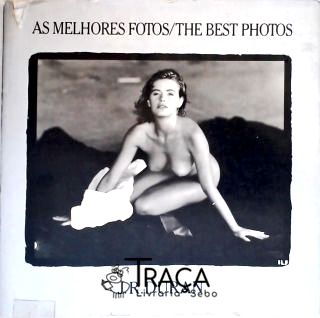 AS MELHORES FOTOS/THE BEST PHOTOS
TRAÇA
Livraria Sebo